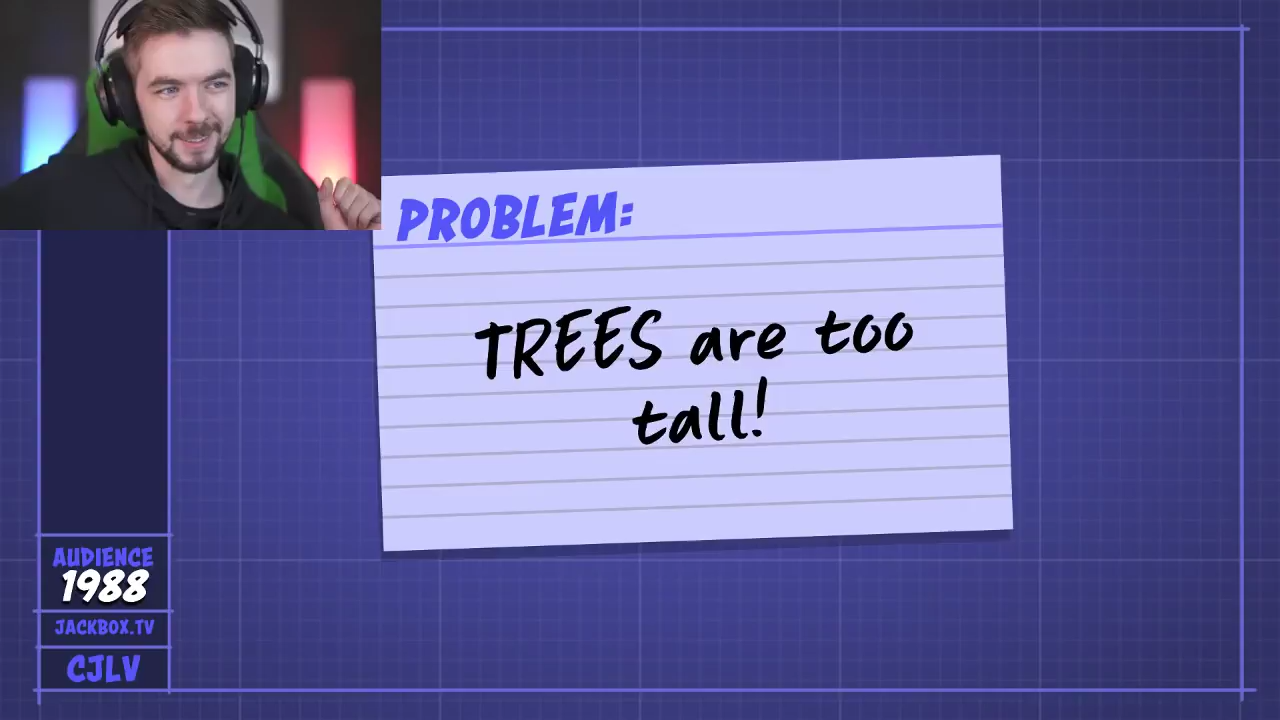 PROBLEM:
TREES are too
tall!
AUDIENCE
1988
JACKBOX.TV
CJLV